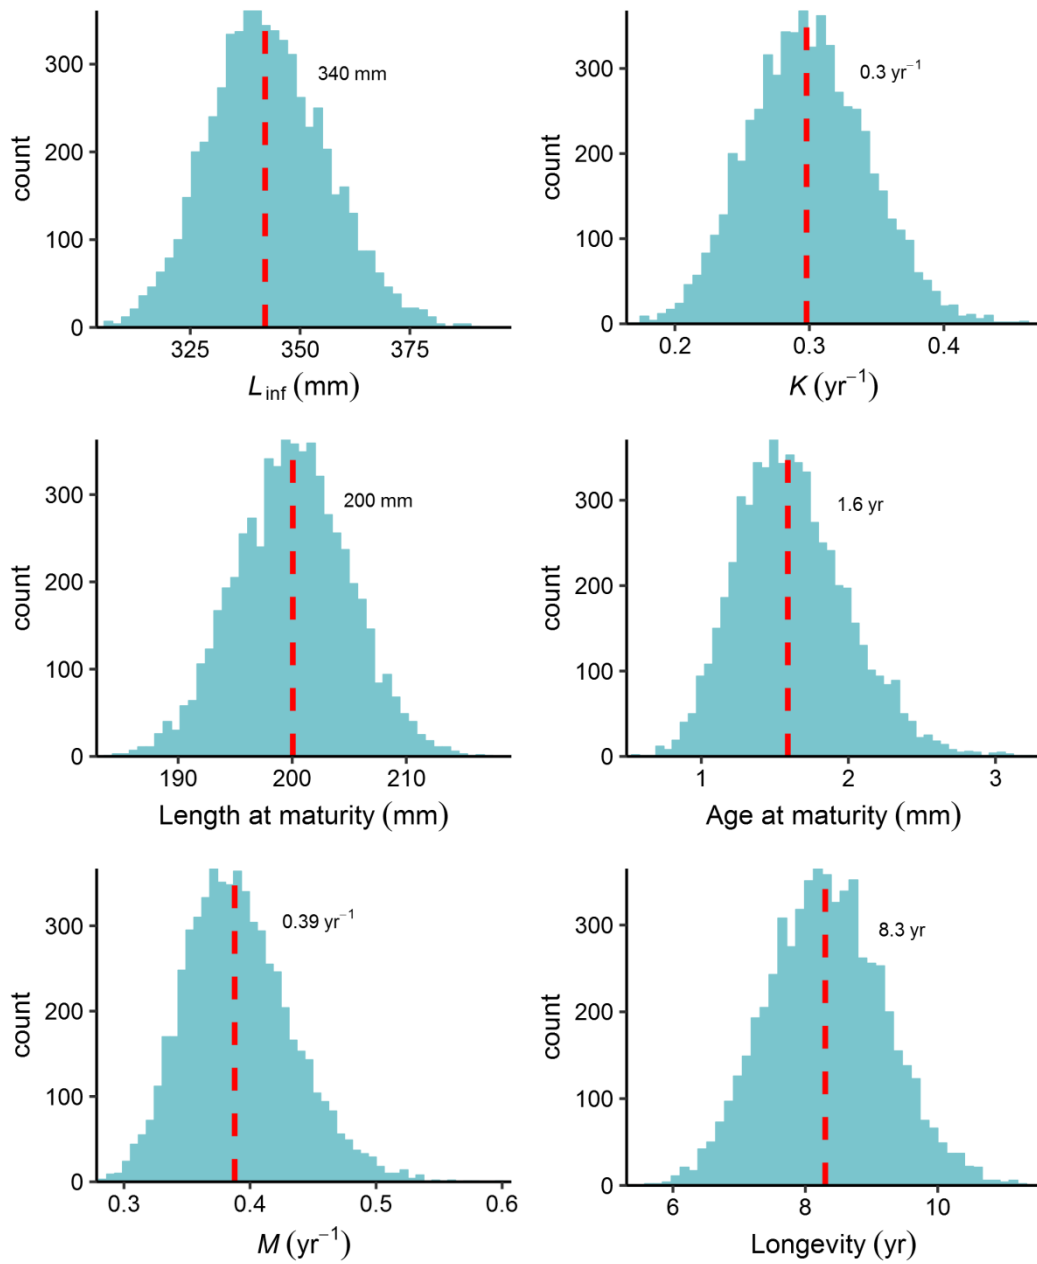 300
200
100
0
count
340 mm
325
350
375
L inf (mm)
300
200
100
0
count
0.3 yr⁻¹
0.2
0.3
0.4
K (yr⁻¹)
300
200
100
0
count
200 mm
190
200
210
Length at maturity (mm)
300
200
100
0
count
1.6 yr
1
2
3
Age at maturity (mm)
300
200
100
0
count
0.39 yr⁻¹
0.3
0.4
0.5
0.6
M (yr⁻¹)
300
200
100
0
count
8.3 yr
6
8
10
Longevity (yr)